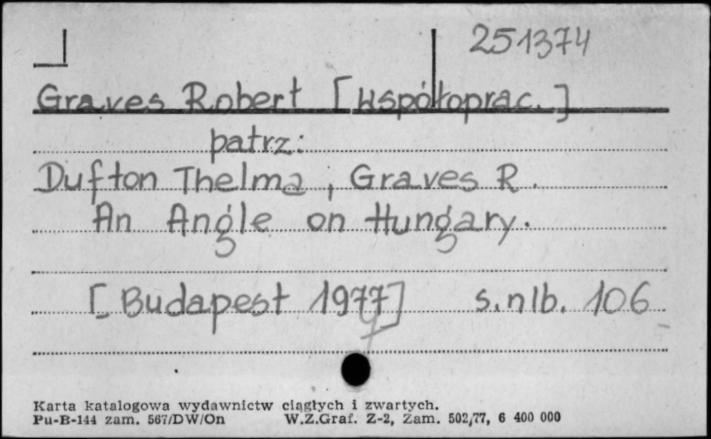 251374
Graves Robert [współoprac.]
patrz:
Dufton Thelma, Graves R.
An Angle on Hungary.
[Budapest 1977] s.nlb. 106
Karta katalogowa wydawnictw ciągłych i zwartych.
Pu-B-144 zam. 567/DW/On W.Z.Graf. Z-2, Zam. 502/77, 6 400 000